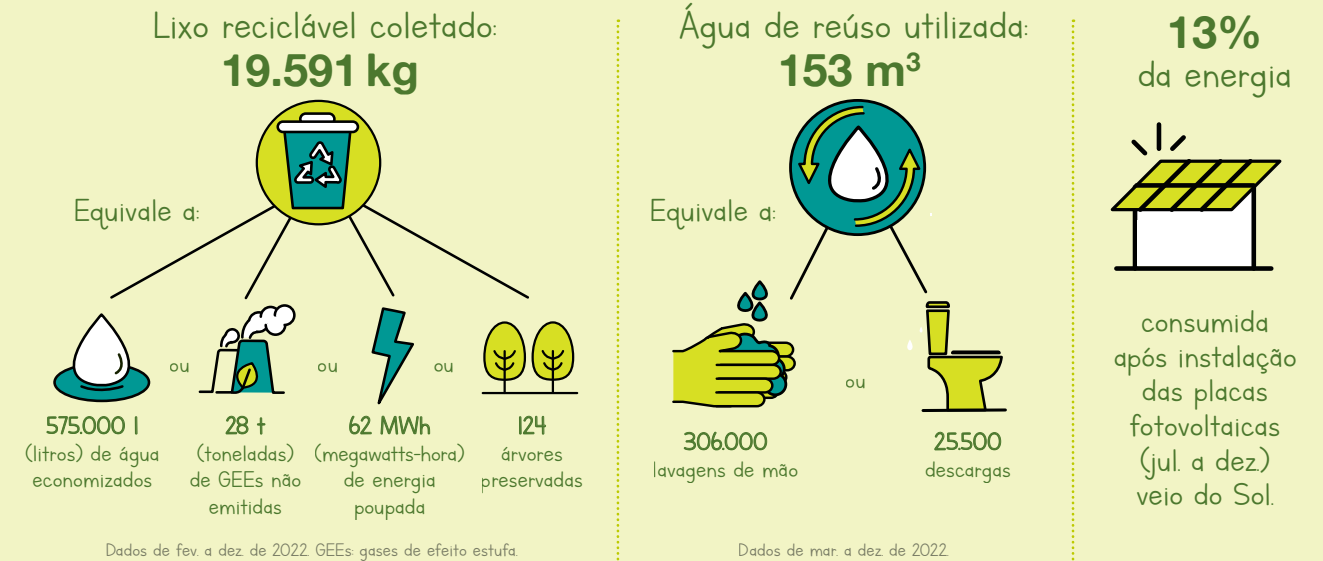 Lixo reciclável coletado:
19.591 kg
Equivale a:
ou
ou
ou
575.000 l
(litros) de água
economizados
28 t
(toneladas)
de GEEs não
emitidas
62 MWh
(megawatts-hora)
de energia
poupada
124
árvores
preservadas
Dados de fev. a dez. de 2022. GEEs: gases de efeito estufa.
Água de reúso utilizada:
153 m³
Equivale a:
ou
306.000
lavagens de mão
25.500
descargas
Dados de mar. a dez. de 2022.
13%
da energia
consumida
após instalação
das placas
fotovoltaicas
(jul. a dez.)
veio do Sol.